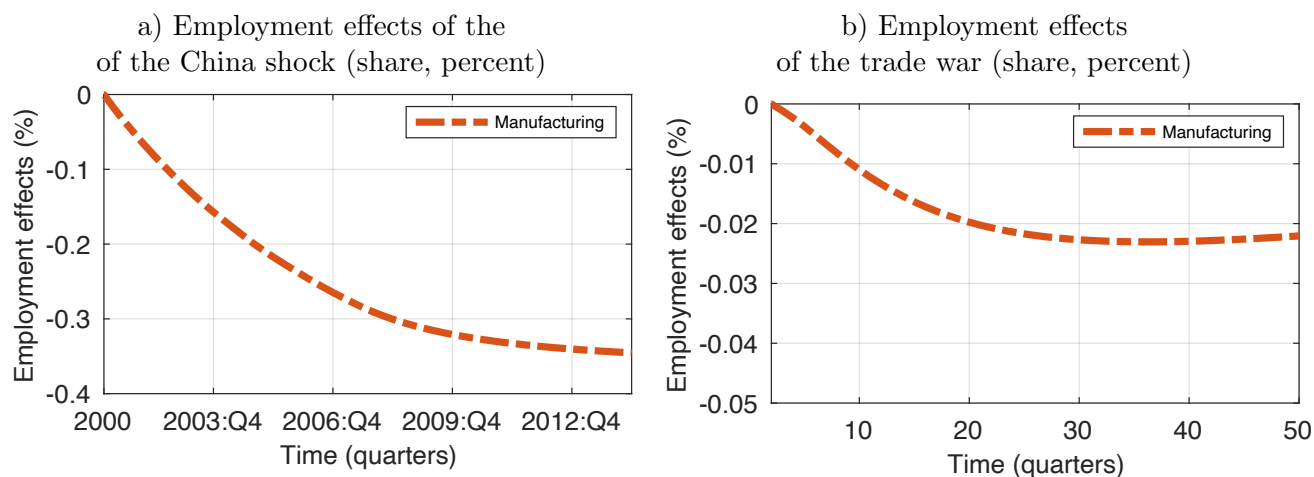 a) Employment effects of the
of the China shock (share, percent)
Employment effects (%)
0
-0.1
-0.2
-0.3
-0.4
Manufacturing
2000 2003:Q4 2006:Q4 2009:Q4 2012:Q4
Time (quarters)
b) Employment effects
of the trade war (share, percent)
Employment effects (%)
0
-0.01
-0.02
-0.03
-0.04
-0.05
Manufacturing
10 20 30 40 50
Time (quarters)